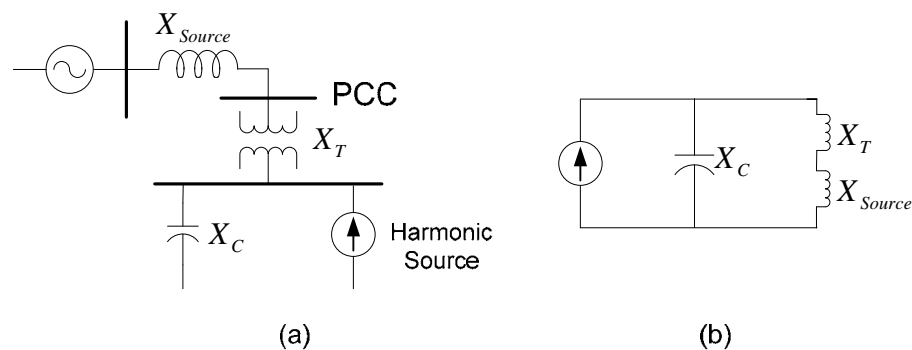 X_Source
PCC
X_T
X_C
Harmonic
Source
(a)
X_C
X_T
X_Source
(b)